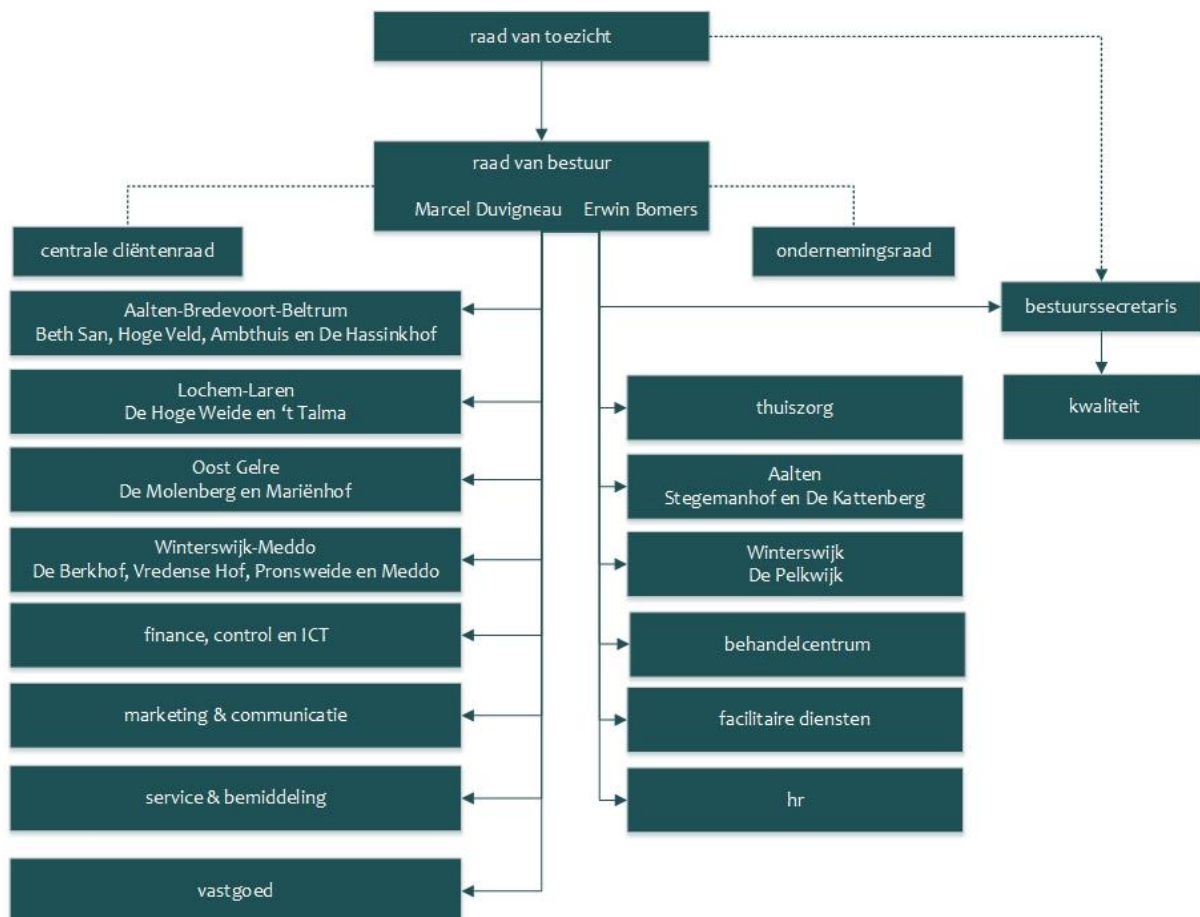 raad van toezicht
raad van bestuur
Marcel Duvigneau Erwin Bomers
centrale cliëntenraad
ondernemingsraad
Aalten-Bredevoort-Beltrum
Beth San, Hoge Veld, Ambthuis en De Hassinkhof
bestuurssecretaris
Lochem-Laren
De Hoge Weide en ‘t Talma
thuiszorg
kwaliteit
Oost Gelre
De Molenberg en Mariënhof
Aalten
Stegemanhof en De Kattenberg
Winterswijk-Meddo
De Berkhof, Vredense Hof, Pronsweide en Meddo
Winterswijk
De Pelkwijk
finance, control en ICT
behandelcentrum
marketing & communicatie
facilitaire diensten
service & bemiddeling
hr
vastgoed